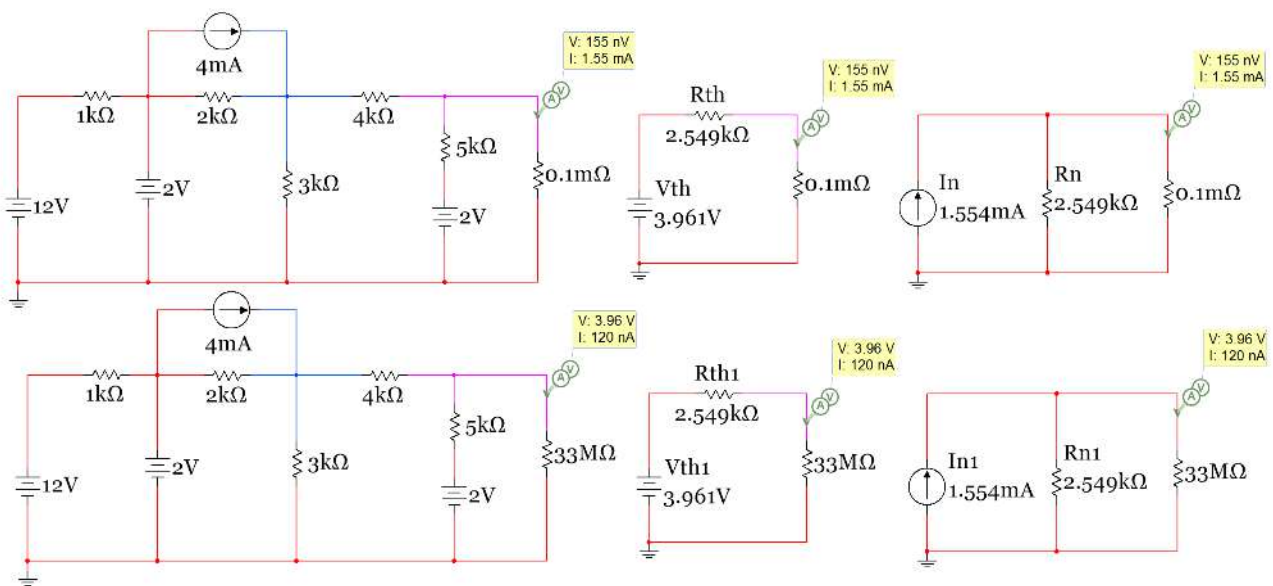 4mA
V: 155 nV
I: 1.55 mA
1kΩ
2kΩ
4kΩ
5kΩ
12V
2V
3kΩ
2V
0.1mΩ
V: 155 nV
I: 1.55 mA
Rth
2.549kΩ
Vth
3.961V
0.1mΩ
V: 155 nV
I: 1.55 mA
In
1.554mA
Rn
2.549kΩ
0.1mΩ
4mA
V: 3.96 V
I: 120 nA
1kΩ
2kΩ
4kΩ
5kΩ
12V
2V
3kΩ
2V
33MΩ
V: 3.96 V
I: 120 nA
Rth1
2.549kΩ
Vth1
3.961V
33MΩ
V: 3.96 V
I: 120 nA
In1
1.554mA
Rn1
2.549kΩ
33MΩ